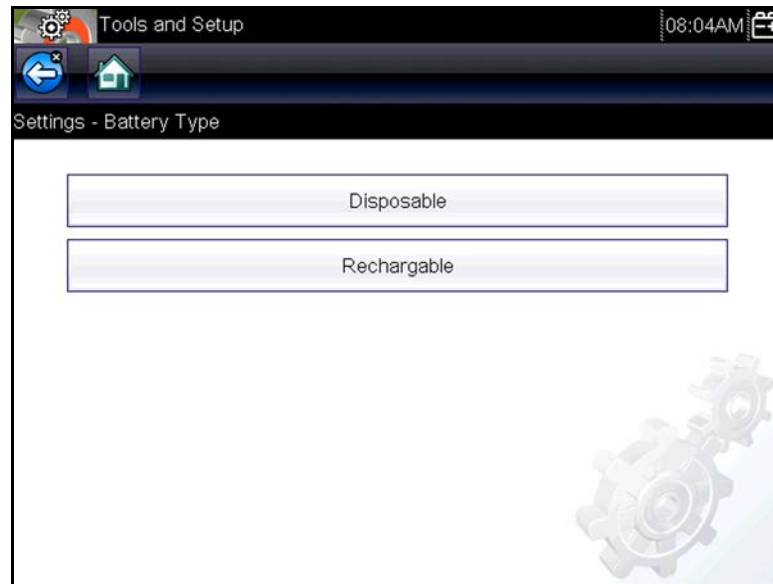 Tools and Setup 08:04AM
Settings - Battery Type
Disposable
Rechargable